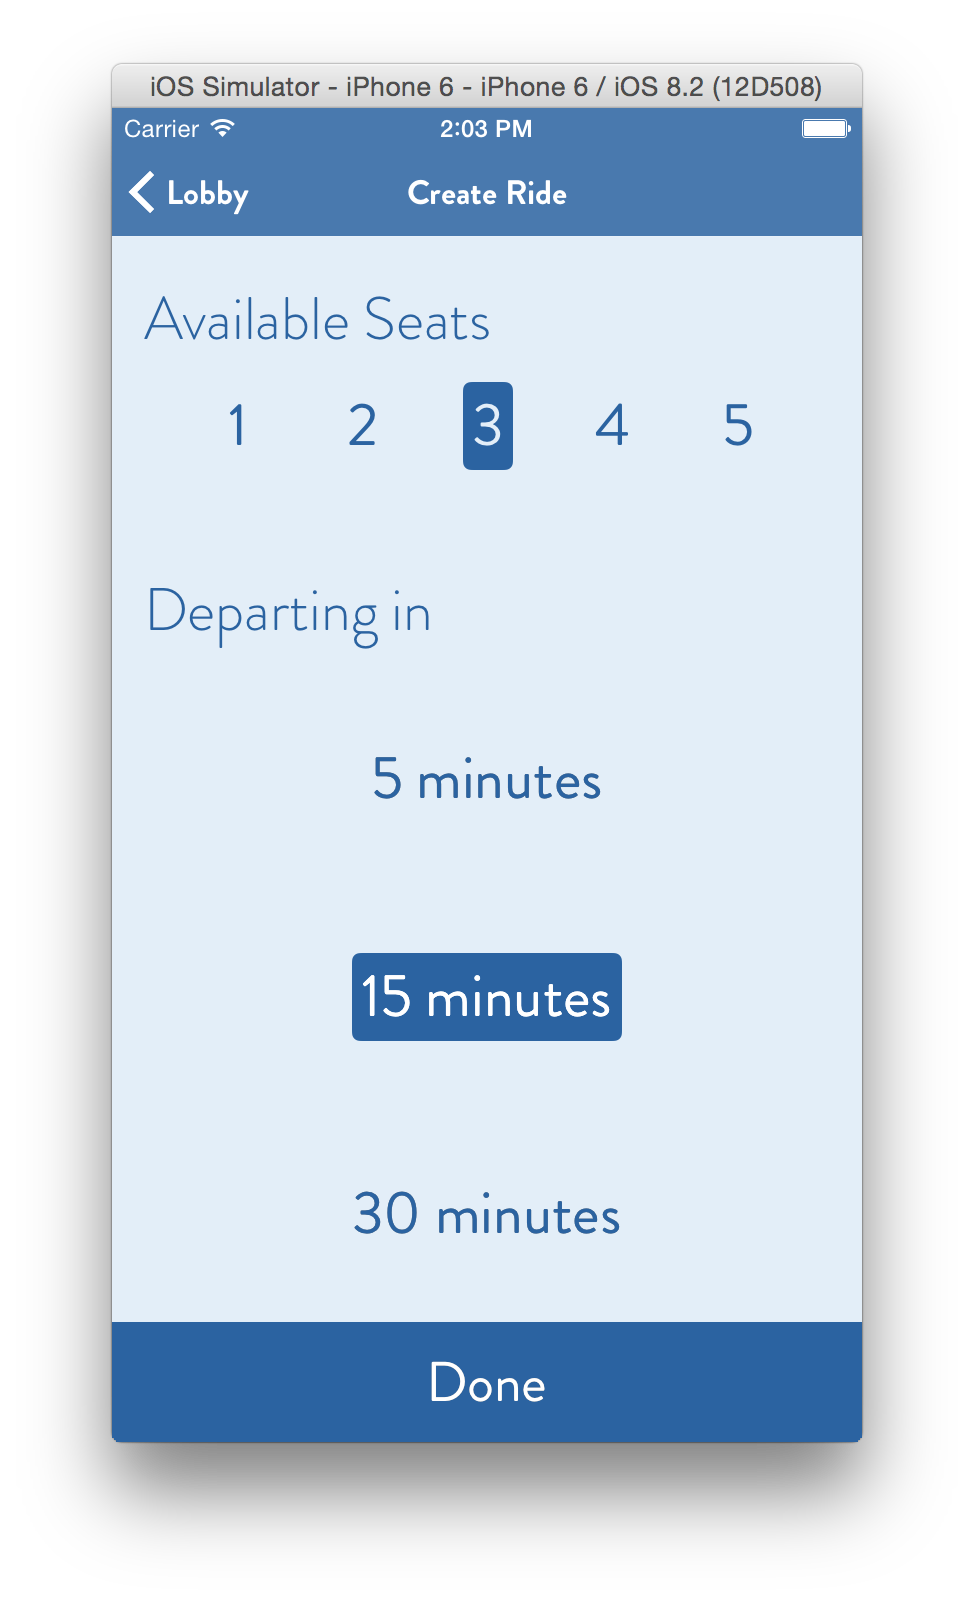 iOS Simulator - iPhone 6 - iPhone 6 / iOS 8.2 (12D508)
Carrier 2:03 PM
Lobby Create Ride
Available Seats
1 2 3 4 5
Departing in
5 minutes
15 minutes
30 minutes
Done